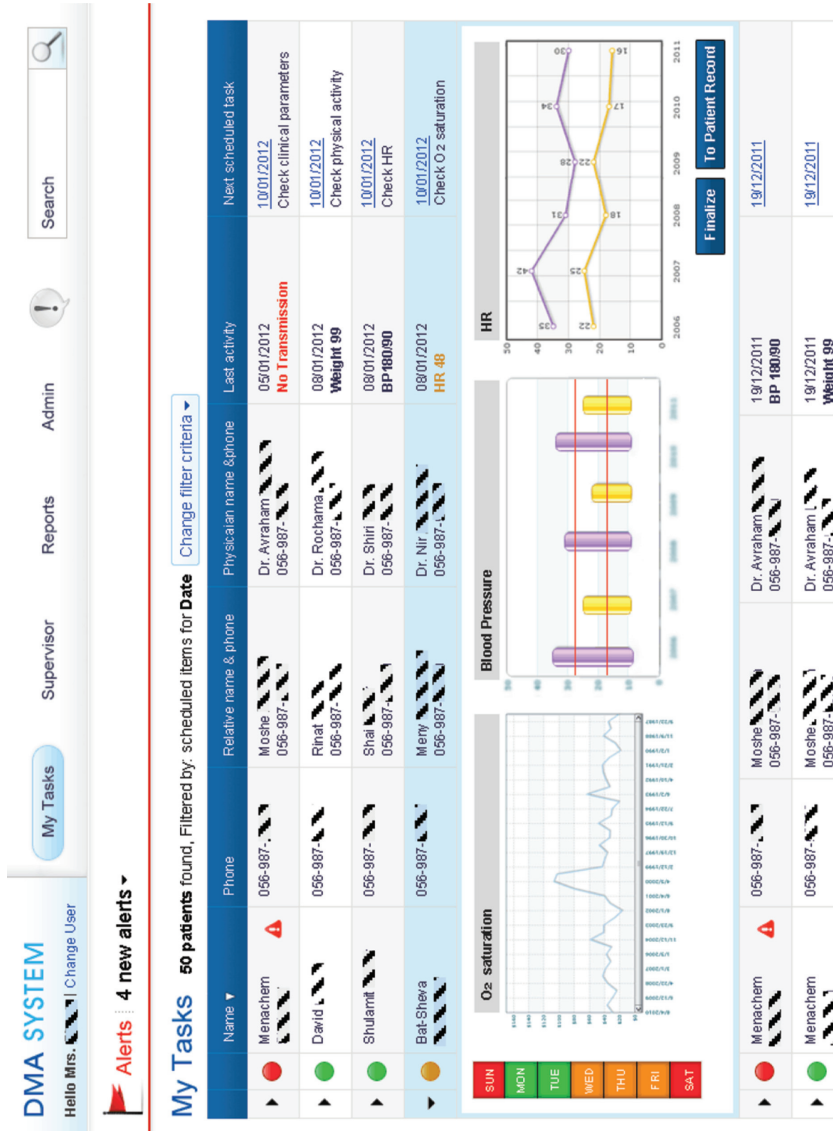 DMA SYSTEM
My Tasks
Supervisor
Reports
Admin
Search
Hello Mrs. | Change User
Alerts 4 new alerts
My Tasks 50 patients found, Filtered by: scheduled items for Date Change filter criteria
Name Phone Relative name & phone Physicaian name &phone Last activity Next scheduled task
Menachem 056-987- Moshe Dr. Avraham 05/01/2012 10/01/2012
056-987- 056-987- No Transmission Check clinical parameters
David 056-987- Rinat Dr. Rochama 08/01/2012 10/01/2012
056-987- 056-987- Weight 99 Check physical activity
Shulamit 056-987- Shai Dr. Shiri 08/01/2012 10/01/2012
056-987- 056-987- BP180/90 Check HR
Bat-Sheva 056-987- Meny Dr. Nir 08/01/2012 10/01/2012
056-987- 056-987- HR 48 Check O2 saturation
SUN
MON
TUE
WED
THU
FRI
SAT
O2 saturation
Blood Pressure
50
40
30
20
10
0
HR
50
40
30
20
10
0
35 42 31 28 34 30
22 25 18 22 17 16
2006 2007 2008 2009 2010 2011
Finalize To Patient Record
Menachem 056-987- Moshe Dr. Avraham 19/12/2011 19/12/2011
056-987- 056-987- BP 180/90
Menachem 056-987- Moshe Dr. Avraham 19/12/2011 19/12/2011
056-987- 056-987- Weight 99